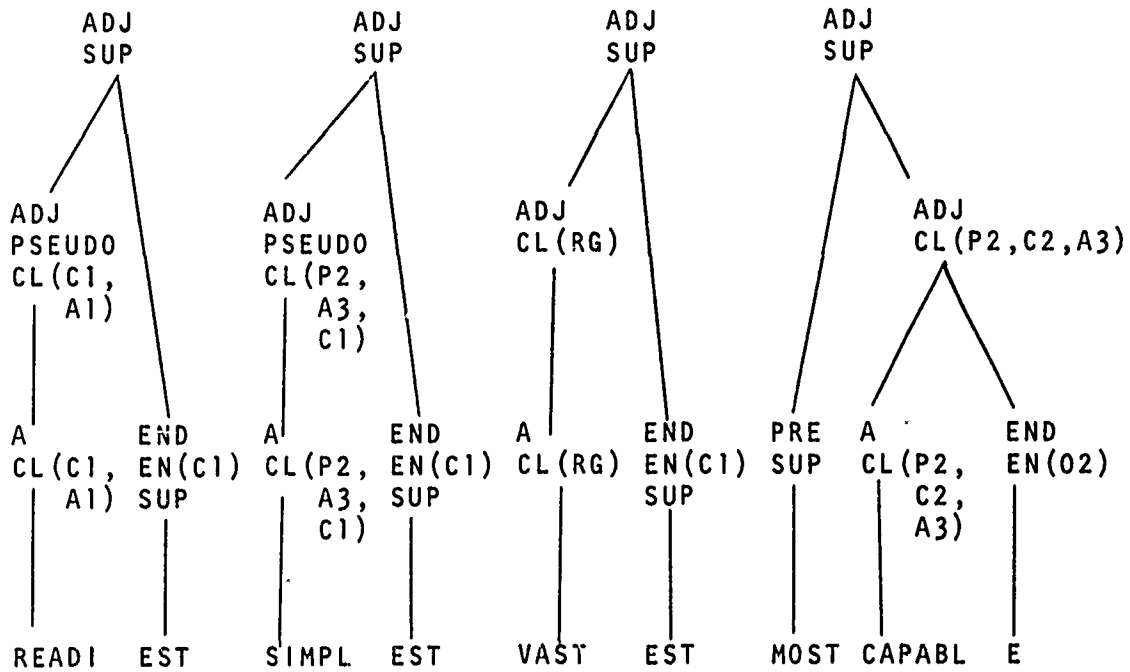 ADJ ADJ ADJ ADJ
SUP SUP SUP SUP
ADJ ADJ ADJ ADJ
PSEUDO PSEUDO CL(RG) CL(P2,C2,A3)
CL(C1, CL(P2,
A1) A3,
C1)
A END A END A END PRE A END
CL(C1, EN(C1) CL(P2, EN(C1) CL(RG) EN(C1) SUP CL(P2, EN(O2)
A1) SUP A3, SUP SUP C2,
C1) A3)
READI EST SIMPL EST VAST EST MOST CAPABL E